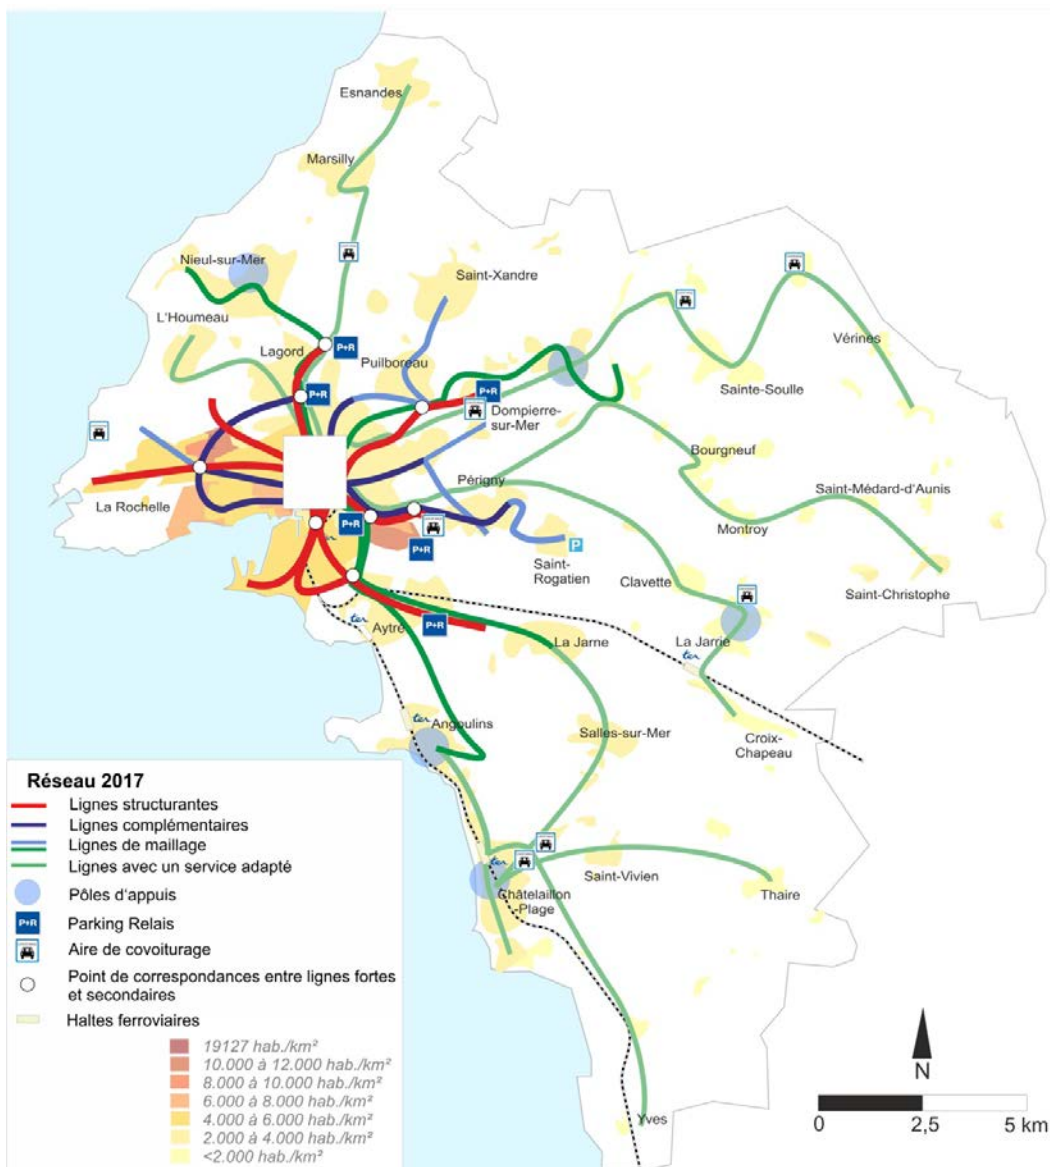 Esnandes
Marsilly
Nieul-sur-Mer
Saint-Xandre
L'Houmeau
Vérines
Lagord
P+R
Puilboreau
Sainte-Soulle
P+R
P+R
Dompierre-
sur-Mer
Bourgneuf
Périgny
Saint-Médard-d'Aunis
La Rochelle
P+R
Montroy
P+R
P
Saint-
Rogatien
Clavette
Saint-Christophe
ter
Aytré
P+R
La Jarne
La Jarrie
ter
Angoulins
ter
Salles-sur-Mer
Croix-
Chapeau
ter
Saint-Vivien
Châtelaillon
-Plage
Thaire
Yves
Réseau 2017
Lignes structurantes
Lignes complémentaires
Lignes de maillage
Lignes avec un service adapté
Pôles d'appuis
P+R
Parking Relais
Aire de covoiturage
Point de correspondances entre lignes fortes
et secondaires
Haltes ferroviaires
19127 hab./km²
10.000 à 12.000 hab./km²
8.000 à 10.000 hab./km²
6.000 à 8.000 hab./km²
4.000 à 6.000 hab./km²
2.000 à 4.000 hab./km²
<2.000 hab./km²
N
0 2,5 5 km